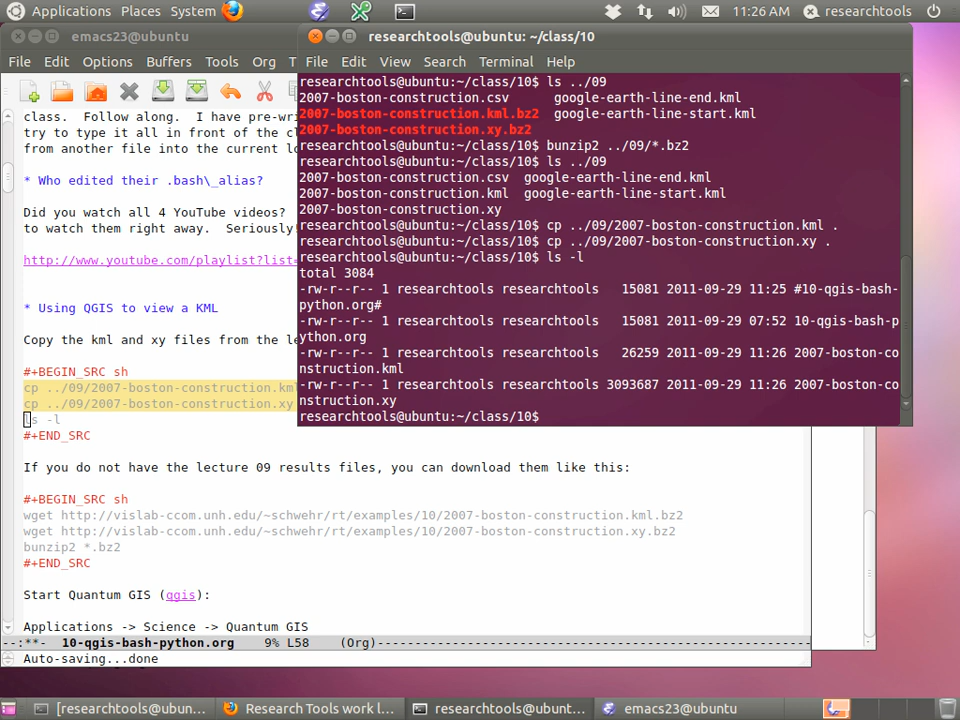 Applications Places System 11:26 AM researchtools
emacs23@ubuntu
File Edit Options Buffers Tools Org T
class. Follow along. I have pre-wri
try to type it all in front of the cl
from another file into the current lo
* Who edited their .bash\_alias?
Did you watch all 4 YouTube videos?
to watch them right away. Seriously!
http://www.youtube.com/playlist?list=
* Using QGIS to view a KML
Copy the kml and xy files from the le
#+BEGIN_SRC sh
cp ../09/2007-boston-construction.kml
cp ../09/2007-boston-construction.xy
ls -l
#+END_SRC
If you do not have the lecture 09 results files, you can download them like this:
#+BEGIN_SRC sh
wget http://vislab-ccom.unh.edu/~schwehr/rt/examples/10/2007-boston-construction.kml.bz2
wget http://vislab-ccom.unh.edu/~schwehr/rt/examples/10/2007-boston-construction.xy.bz2
bunzip2 *.bz2
#+END_SRC
Start Quantum GIS (qgis):
Applications -> Science -> Quantum GIS
--:**- 10-qgis-bash-python.org 9% L58 (Org)
Auto-saving...done
researchtools@ubuntu: ~/class/10
File Edit View Search Terminal Help
researchtools@ubuntu:~/class/10$ ls ../09
2007-boston-construction.csv google-earth-line-end.kml
2007-boston-construction.kml.bz2 google-earth-line-start.kml
2007-boston-construction.xy.bz2
researchtools@ubuntu:~/class/10$ bunzip2 ../09/*.bz2
researchtools@ubuntu:~/class/10$ ls ../09
2007-boston-construction.csv google-earth-line-end.kml
2007-boston-construction.kml google-earth-line-start.kml
2007-boston-construction.xy
researchtools@ubuntu:~/class/10$ cp ../09/2007-boston-construction.kml .
researchtools@ubuntu:~/class/10$ cp ../09/2007-boston-construction.xy .
researchtools@ubuntu:~/class/10$ ls -l
total 3084
-rw-r--r-- 1 researchtools researchtools 15081 2011-09-29 11:25 #10-qgis-bash-
python.org#
-rw-r--r-- 1 researchtools researchtools 15081 2011-09-29 07:52 10-qgis-bash-p
ython.org
-rw-r--r-- 1 researchtools researchtools 26259 2011-09-29 11:26 2007-boston-co
nstruction.kml
-rw-r--r-- 1 researchtools researchtools 3093687 2011-09-29 11:26 2007-boston-co
nstruction.xy
researchtools@ubuntu:~/class/10$
[researchtools@ubun... Research Tools work l... researchtools@ubunt... emacs23@ubuntu